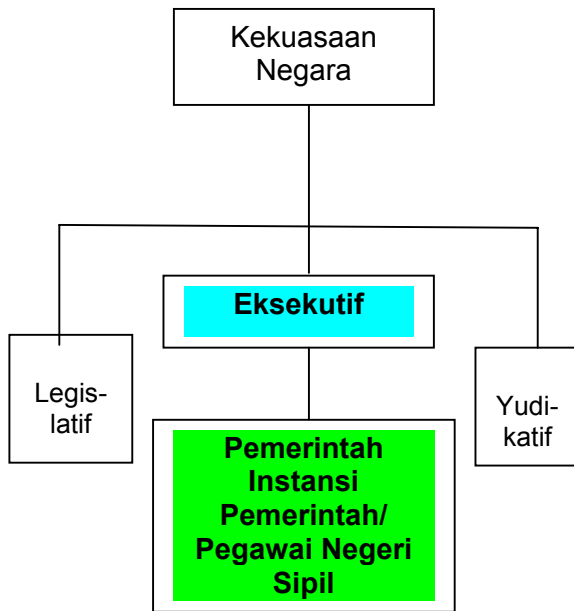 Kekuasaan
Negara
Eksekutif
Legis-
latif
Yudi-
katif
Pemerintah
Instansi
Pemerintah/
Pegawai Negeri
Sipil